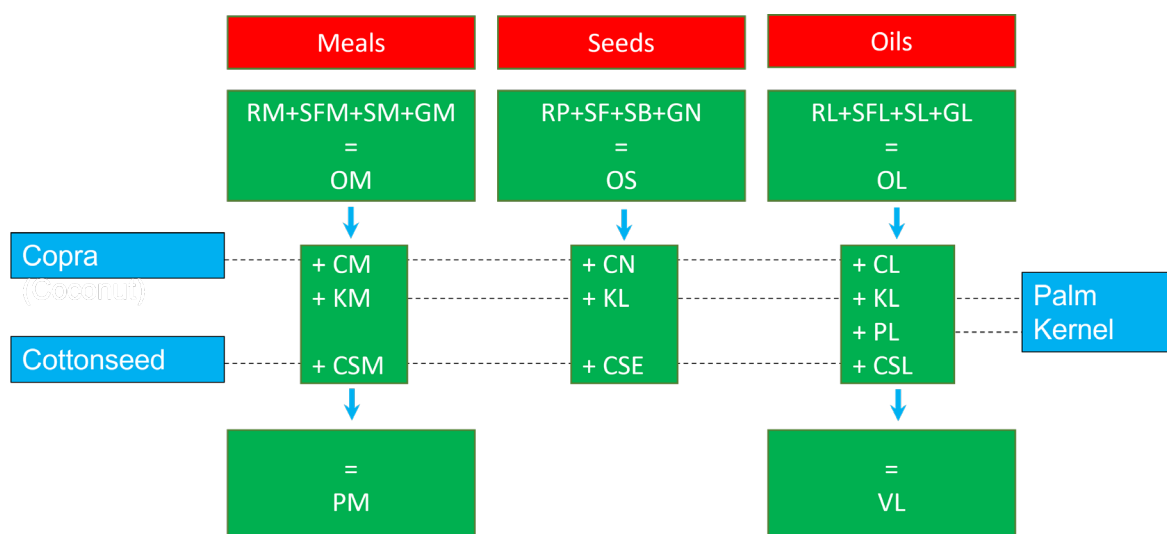 Meals
Seeds
Oils
RM+SFM+SM+GM
=
OM
RP+SF+SB+GN
=
OS
RL+SFL+SL+GL
=
OL
Copra
(Coconut)
Cottonseed
+ CM
+ KM
+ CSM
+ CN
+ KL
+ CSE
+ CL
+ KL
+ PL
+ CSL
Palm
Kernel
=
PM
=
VL